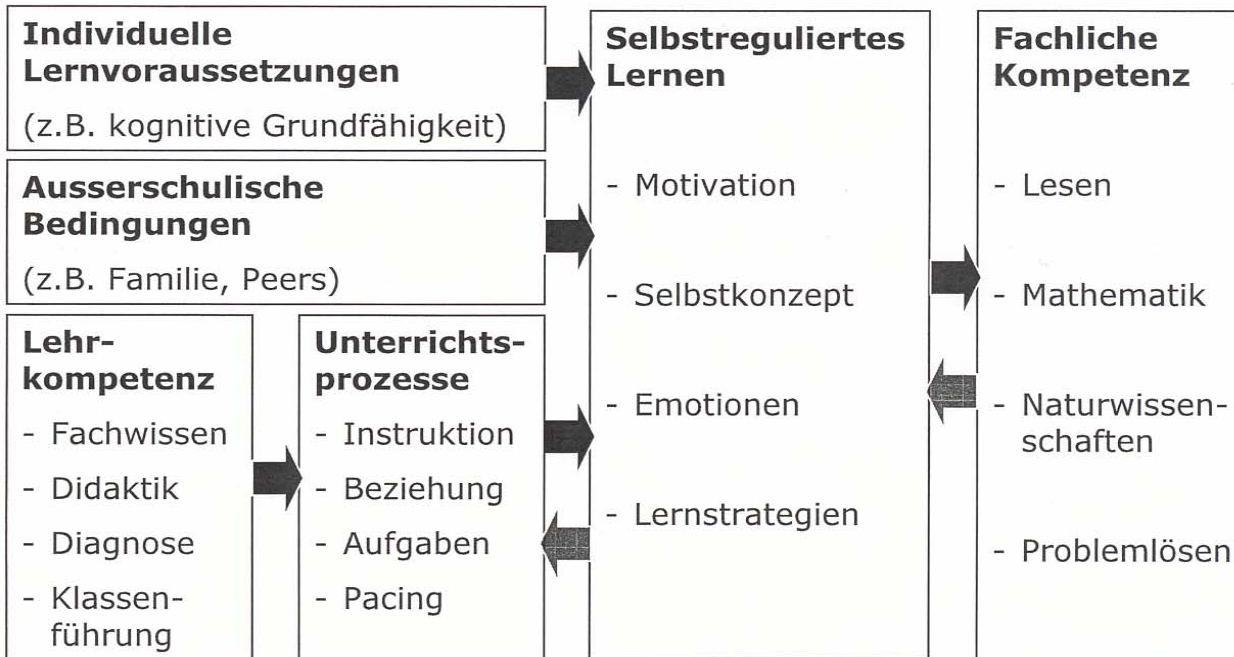 Individuelle
Lernvoraussetzungen
(z.B. kognitive Grundfähigkeit)
Ausserschulische
Bedingungen
(z.B. Familie, Peers)
Lehr-
kompetenz
- Fachwissen
- Didaktik
- Diagnose
- Klassen-
führung
Unterrichts-
prozesse
- Instruktion
- Beziehung
- Aufgaben
- Pacing
Selbstreguliertes
Lernen
- Motivation
- Selbstkonzept
- Emotionen
- Lernstrategien
Fachliche
Kompetenz
- Lesen
- Mathematik
- Naturwissen-
schaften
- Problemlösen